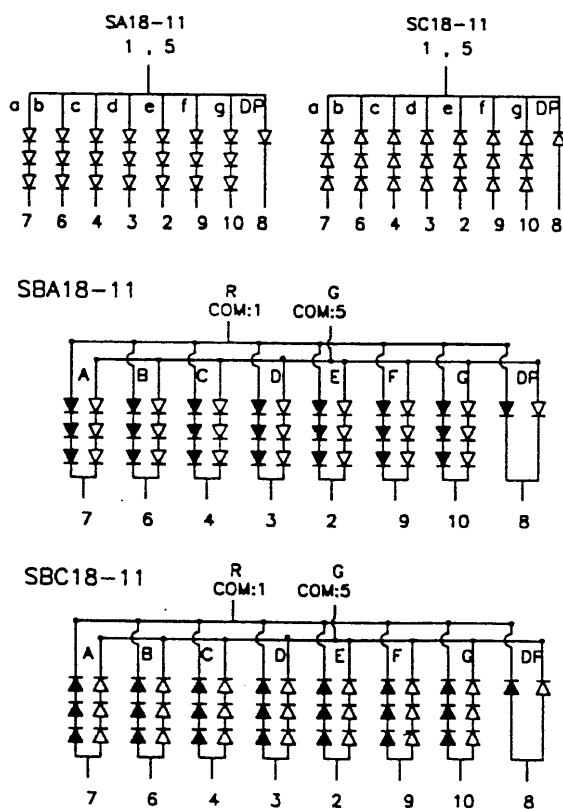 SA18-11
1 , 5
a b c d e f g DP
7 6 4 3 2 9 10 8
SC18-11
1 , 5
a b c d e f g DP
7 6 4 3 2 9 10 8
SBA18-11
R G
COM:1 COM:5
A B C D E F G DP
7 6 4 3 2 9 10 8
SBC18-11
R G
COM:1 COM:5
A B C D E F G DP
7 6 4 3 2 9 10 8